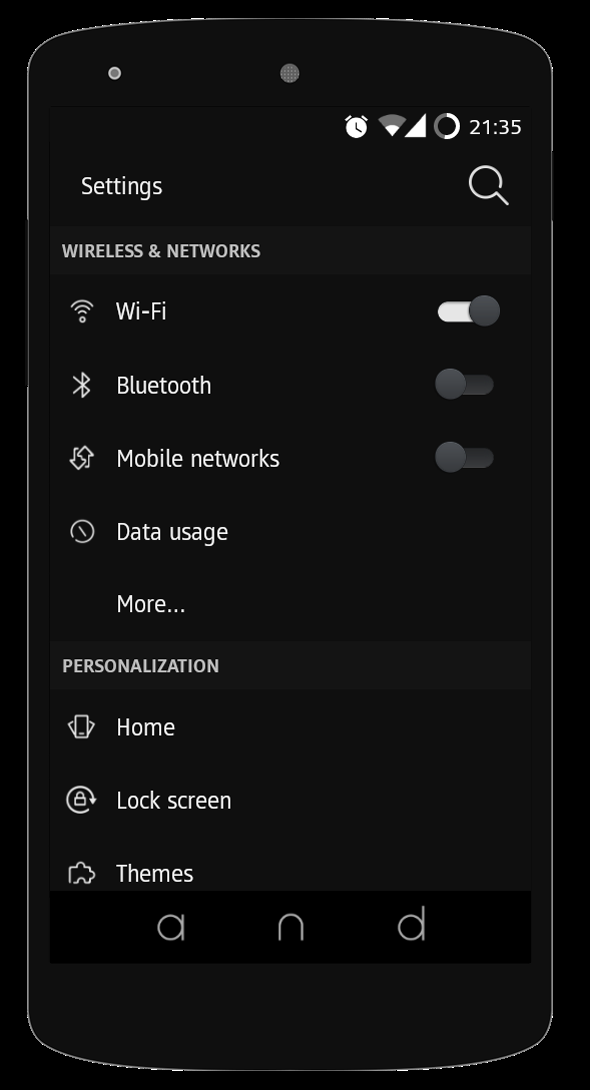 21:35
Settings
WIRELESS & NETWORKS
Wi-Fi
Bluetooth
Mobile networks
Data usage
More...
PERSONALIZATION
Home
Lock screen
Themes
a n d